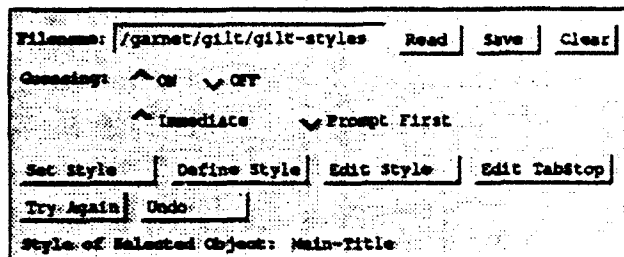 Filename: /garnet/gilt/gilt-styles Read Save Clear
Guessing: ON OFF
Immediate Prompt First
Set Style Define Style Edit Style Edit TabStop
Try Again Undo
Style of Selected Object: Main-Title